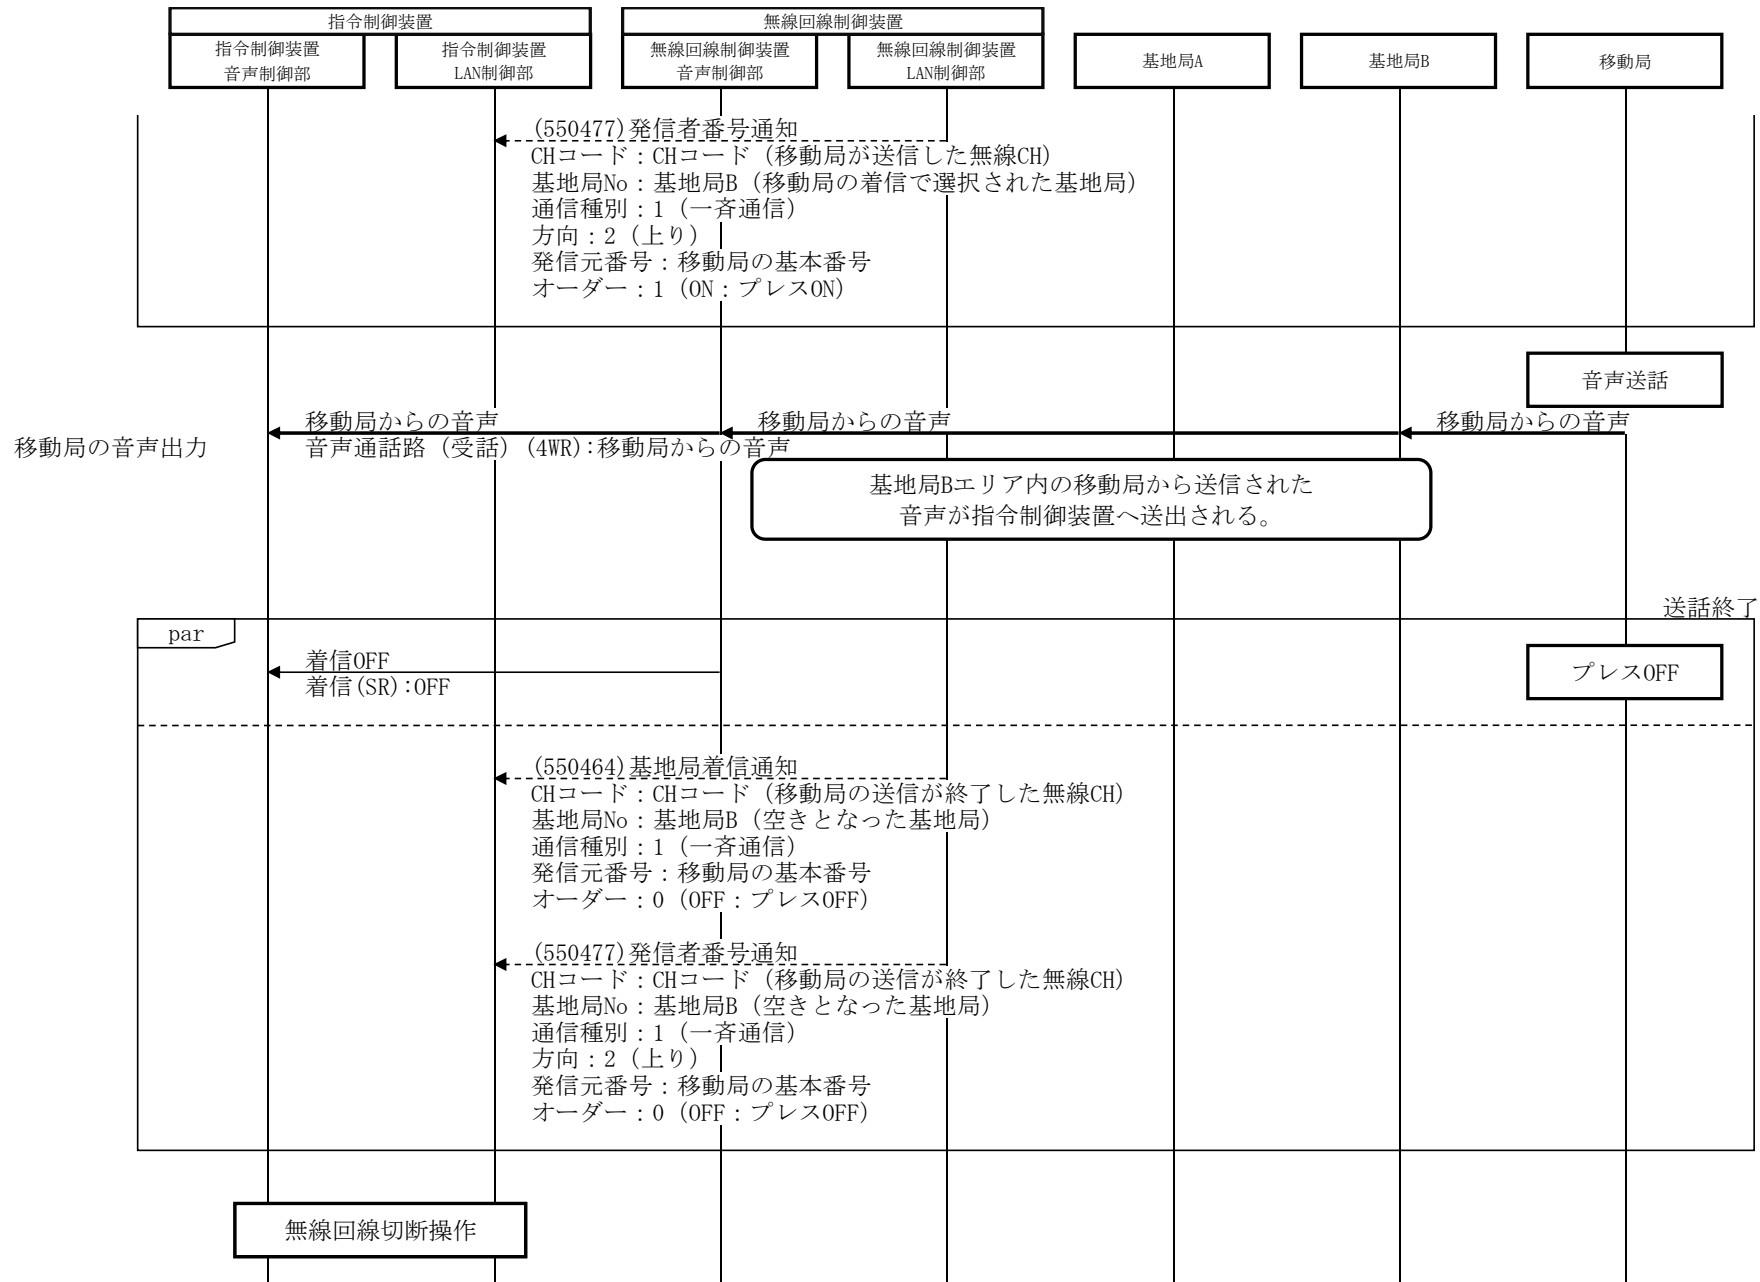 指令制御装置
無線回線制御装置
指令制御装置
音声制御部
指令制御装置
LAN制御部
無線回線制御装置
音声制御部
無線回線制御装置
LAN制御部
基地局A
基地局B
移動局
(550477)発信者番号通知
CHコード：CHコード（移動局が送信した無線CH）
基地局No：基地局B（移動局の着信で選択された基地局）
通信種別：1（一斉通信）
方向：2（上り）
発信元番号：移動局の基本番号
オーダー：1（ON：プレスON）
音声送話
移動局からの音声
移動局からの音声
移動局からの音声
移動局の音声出力
音声通話路（受話）(4WR):移動局からの音声
基地局Bエリア内の移動局から送信された
音声が指令制御装置へ送出される。
送話終了
par
着信OFF
着信(SR):OFF
プレスOFF
(550464)基地局着信通知
CHコード：CHコード（移動局の送信が終了した無線CH）
基地局No：基地局B（空きとなった基地局）
通信種別：1（一斉通信）
発信元番号：移動局の基本番号
オーダー：0（OFF：プレスOFF）
(550477)発信者番号通知
CHコード：CHコード（移動局の送信が終了した無線CH）
基地局No：基地局B（空きとなった基地局）
通信種別：1（一斉通信）
方向：2（上り）
発信元番号：移動局の基本番号
オーダー：0（OFF：プレスOFF）
無線回線切断操作